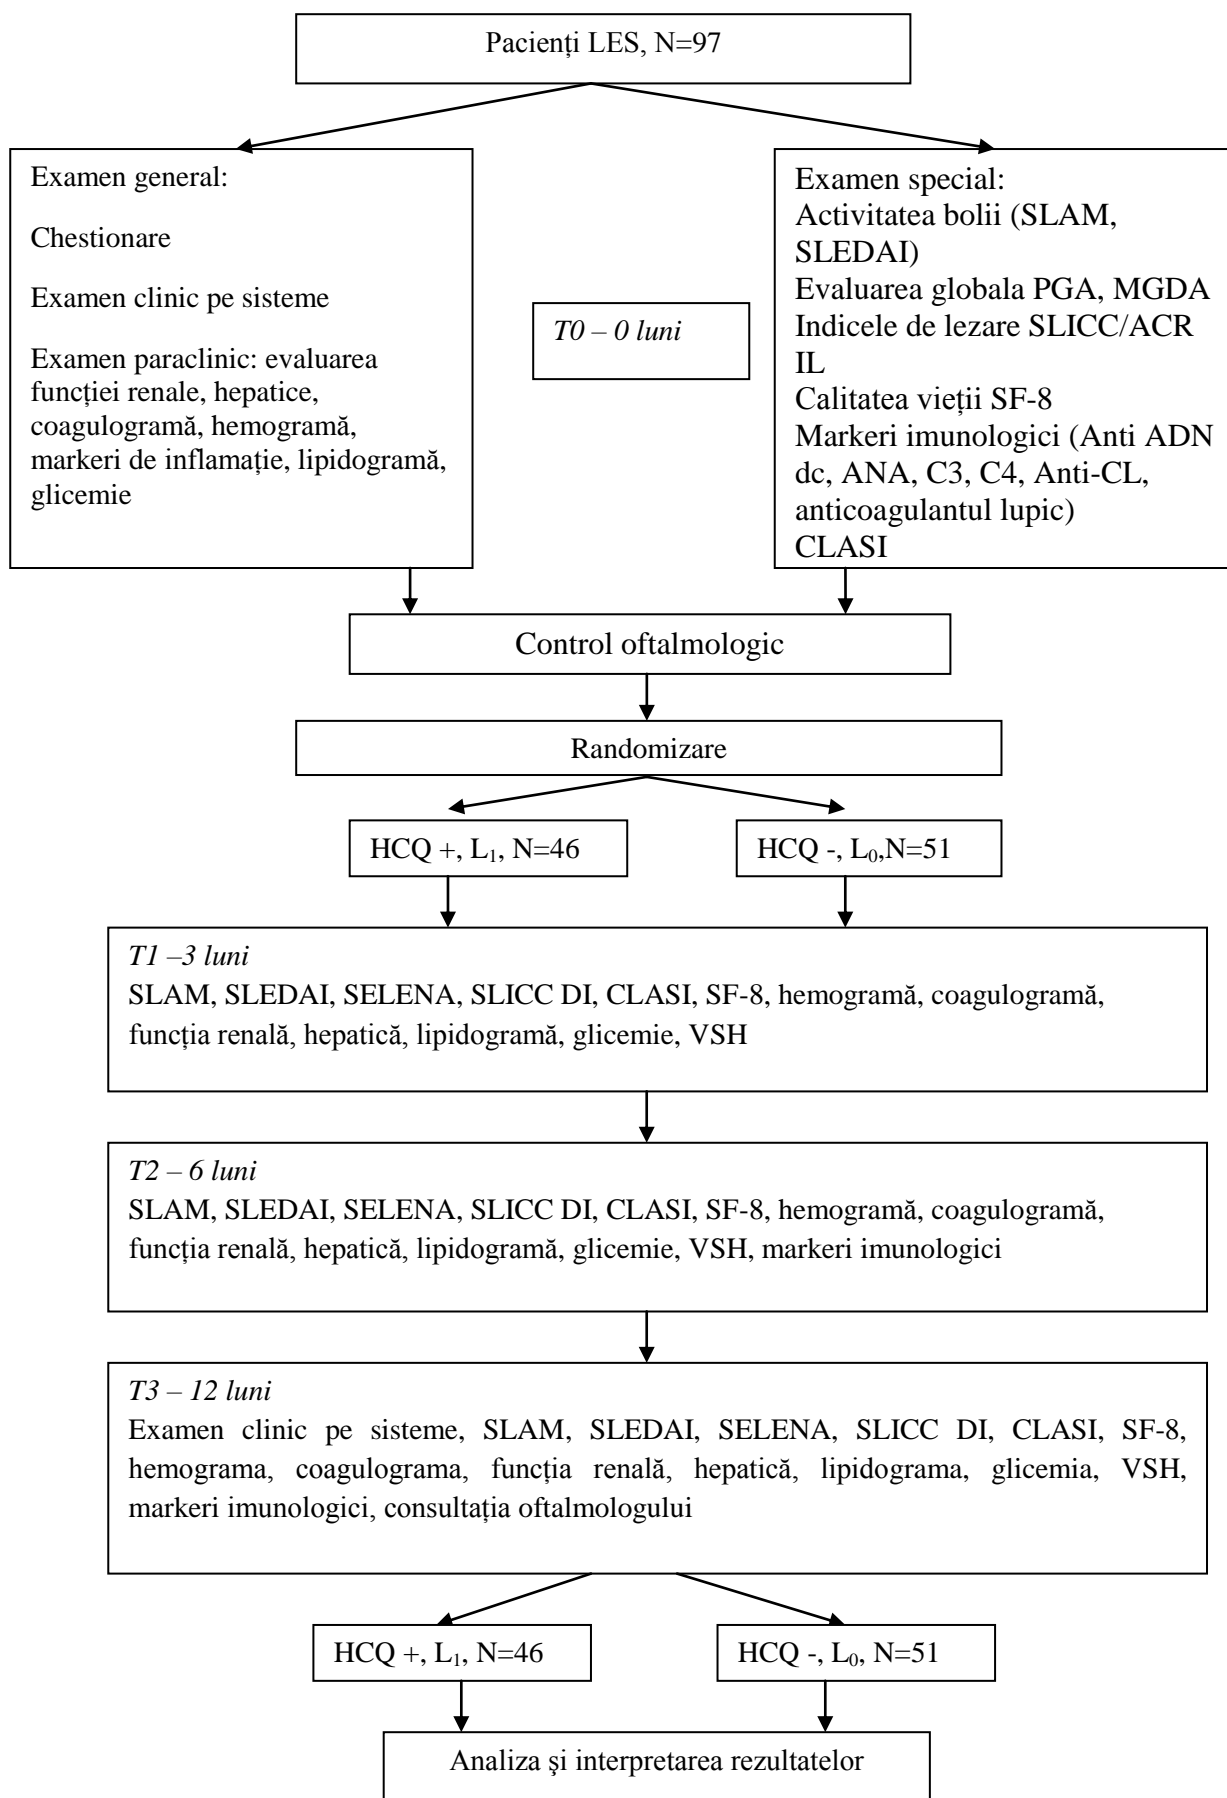 Pacienți LES, N=97
Examen general:
Chestionare
Examen clinic pe sisteme
Examen paraclinic: evaluarea
funcției renale, hepatice,
coagulogramă, hemogramă,
markeri de inflamație, lipidogramă,
glicemie
T0 – 0 luni
Examen special:
Activitatea bolii (SLAM,
SLEDAI)
Evaluarea globala PGA, MGDA
Indicele de lezare SLICC/ACR
IL
Calitatea vieții SF-8
Markeri imunologici (Anti ADN
dc, ANA, C3, C4, Anti-CL,
anticoagulantul lupic)
CLASI
Control oftalmologic
Randomizare
HCQ +, L₁, N=46
HCQ -, L₀,N=51
T1 –3 luni
SLAM, SLEDAI, SELENA, SLICC DI, CLASI, SF-8, hemogramă, coagulogramă,
funcția renală, hepatică, lipidogramă, glicemie, VSH
T2 – 6 luni
SLAM, SLEDAI, SELENA, SLICC DI, CLASI, SF-8, hemogramă, coagulogramă,
funcția renală, hepatică, lipidogramă, glicemie, VSH, markeri imunologici
T3 – 12 luni
Examen clinic pe sisteme, SLAM, SLEDAI, SELENA, SLICC DI, CLASI, SF-8,
hemograma, coagulograma, funcția renală, hepatică, lipidograma, glicemia, VSH,
markeri imunologici, consultația oftalmologului
HCQ +, L₁, N=46
HCQ -, L₀, N=51
Analiza şi interpretarea rezultatelor